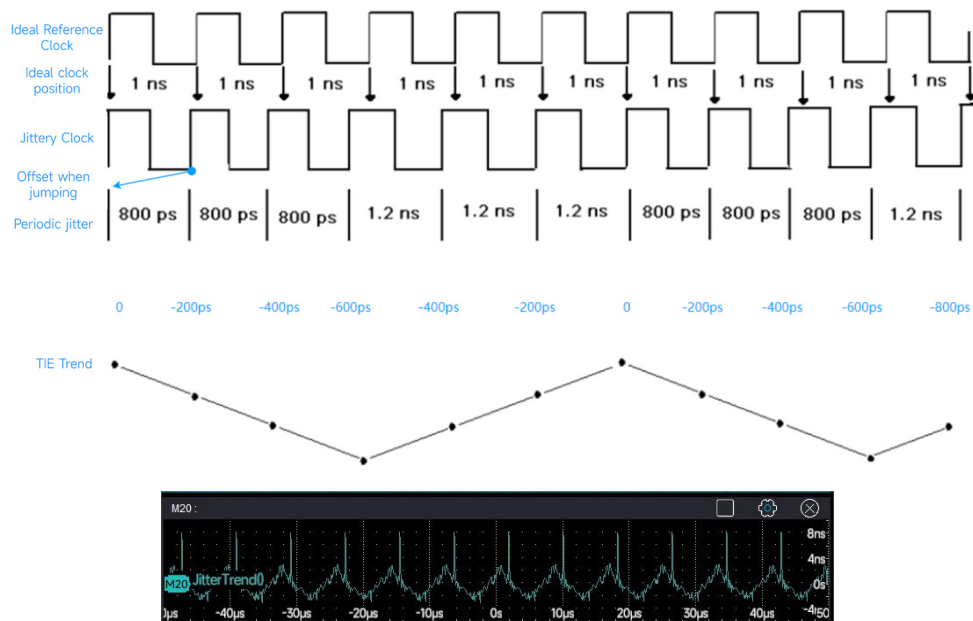 Ideal Reference
Clock
Ideal clock
position
1 ns 1 ns 1 ns 1 ns 1 ns 1 ns 1 ns 1 ns 1 ns 1 ns
Jittery Clock
Offset when
jumping
Periodic jitter
800 ps 800 ps 800 ps 1.2 ns 1.2 ns 1.2 ns 800 ps 800 ps 800 ps 1.2 ns
0 -200ps -400ps -600ps -400ps -200ps 0 -200ps -400ps -600ps -800ps
TIE Trend
M20 :
8ns
4ns
M20 JitterTrend() 0s
-40µs -30µs -20µs -10µs 0s 10µs 20µs 30µs 40µs